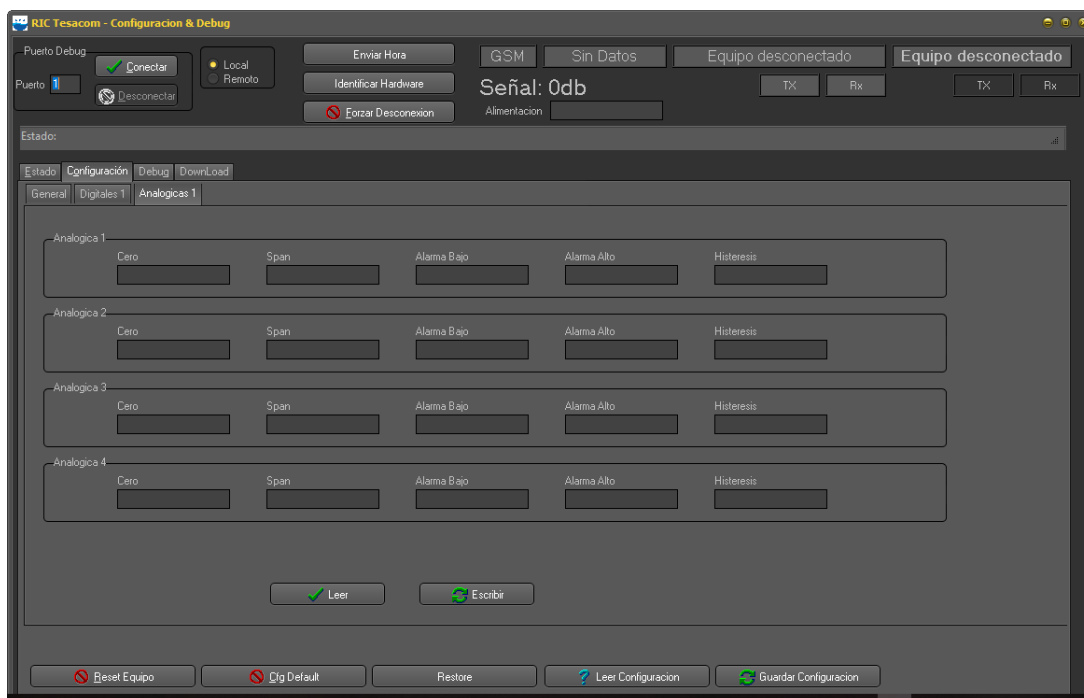 RIC Tesacom - Configuracion & Debug
Puerto Debug
Puerto 1
Conectar
Desconectar
Local
Remoto
Enviar Hora
Identificar Hardware
Forzar Desconexion
GSM
Sin Datos
Equipo desconectado
Equipo desconectado
Señal: 0db
TX
Rx
TX
Rx
Alimentacion
Estado:
Estado Configuración Debug DownLoad
General Digitales 1 Analogicas 1
Analogica 1
Cero Span Alarma Bajo Alarma Alto Histeresis
Analogica 2
Cero Span Alarma Bajo Alarma Alto Histeresis
Analogica 3
Cero Span Alarma Bajo Alarma Alto Histeresis
Analogica 4
Cero Span Alarma Bajo Alarma Alto Histeresis
Leer Escribir
Reset Equipo Cfg Default Restore Leer Configuracion Guardar Configuracion